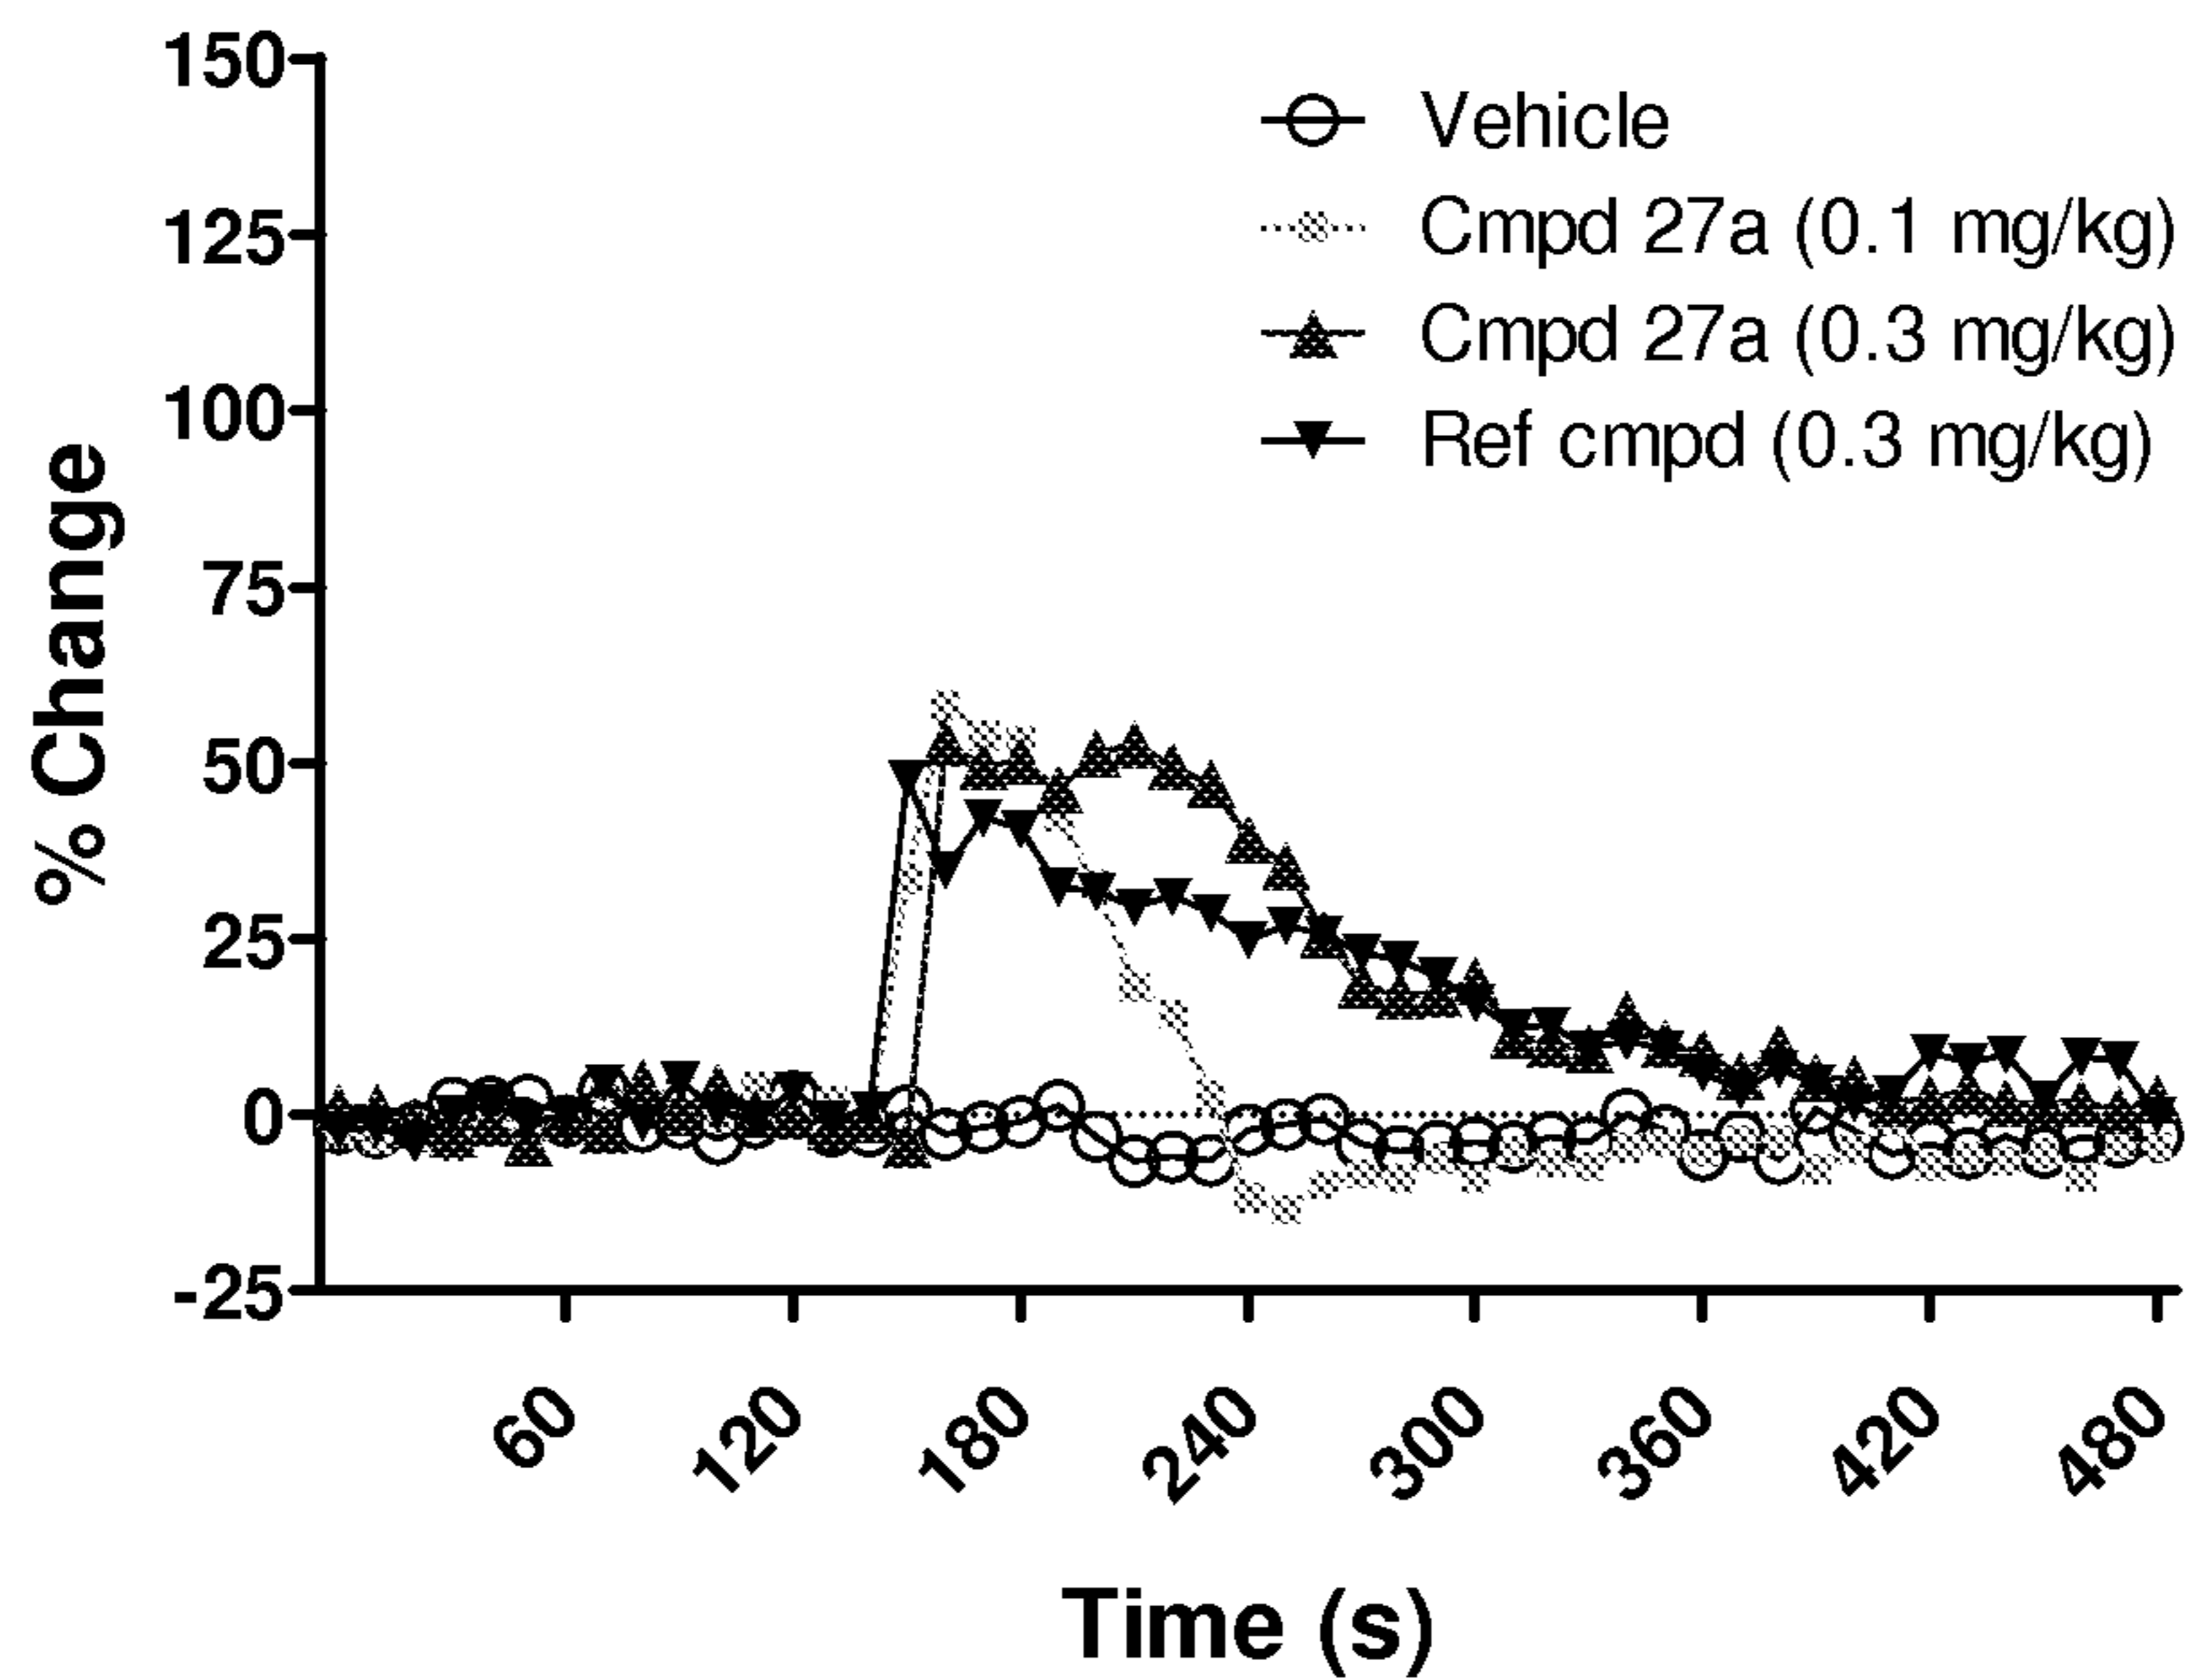 150
125
100
75
50
25
0
-25
% Change
Vehicle
Cmpd 27a (0.1 mg/kg)
Cmpd 27a (0.3 mg/kg)
Ref cmpd (0.3 mg/kg)
60
120
180
240
300
360
420
480
Time (s)